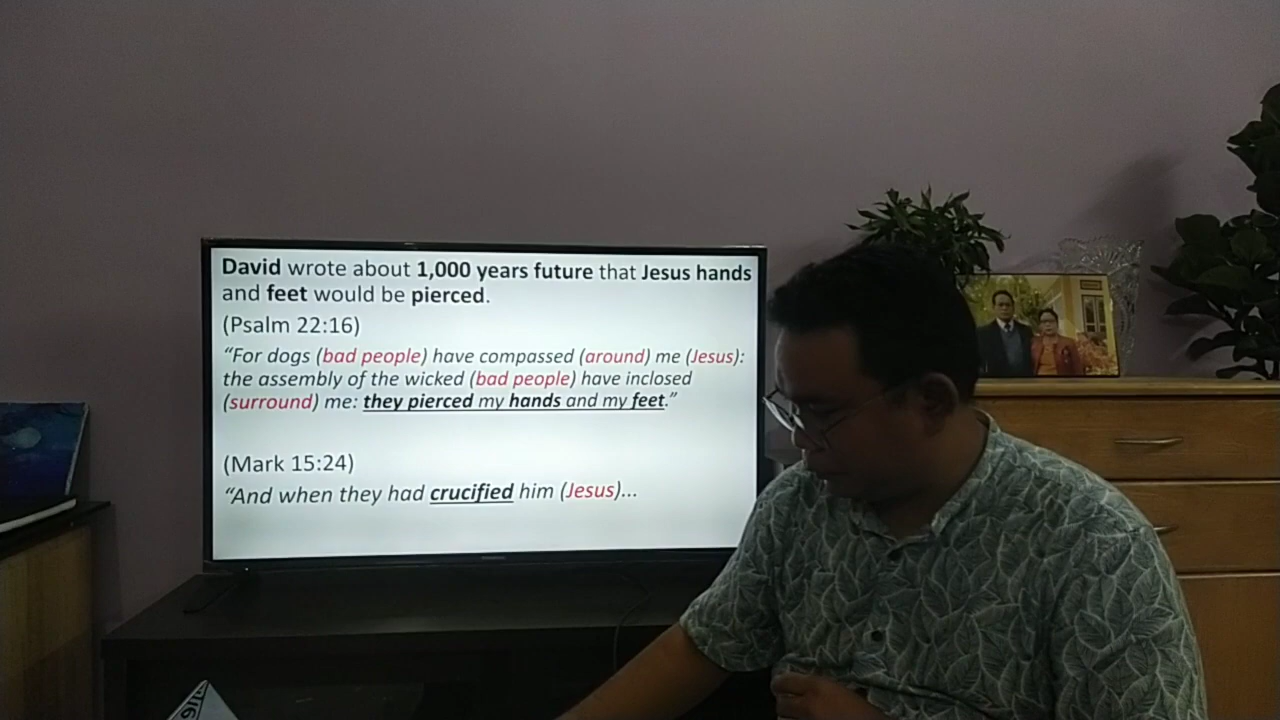 David wrote about 1,000 years future that Jesus hands
and feet would be pierced.
(Psalm 22:16)
“For dogs (bad people) have compassed (around) me (Jesus):
the assembly of the wicked (bad people) have inclosed
(surround) me: they pierced my hands and my feet.”
(Mark 15:24)
“And when they had crucified him (Jesus)...